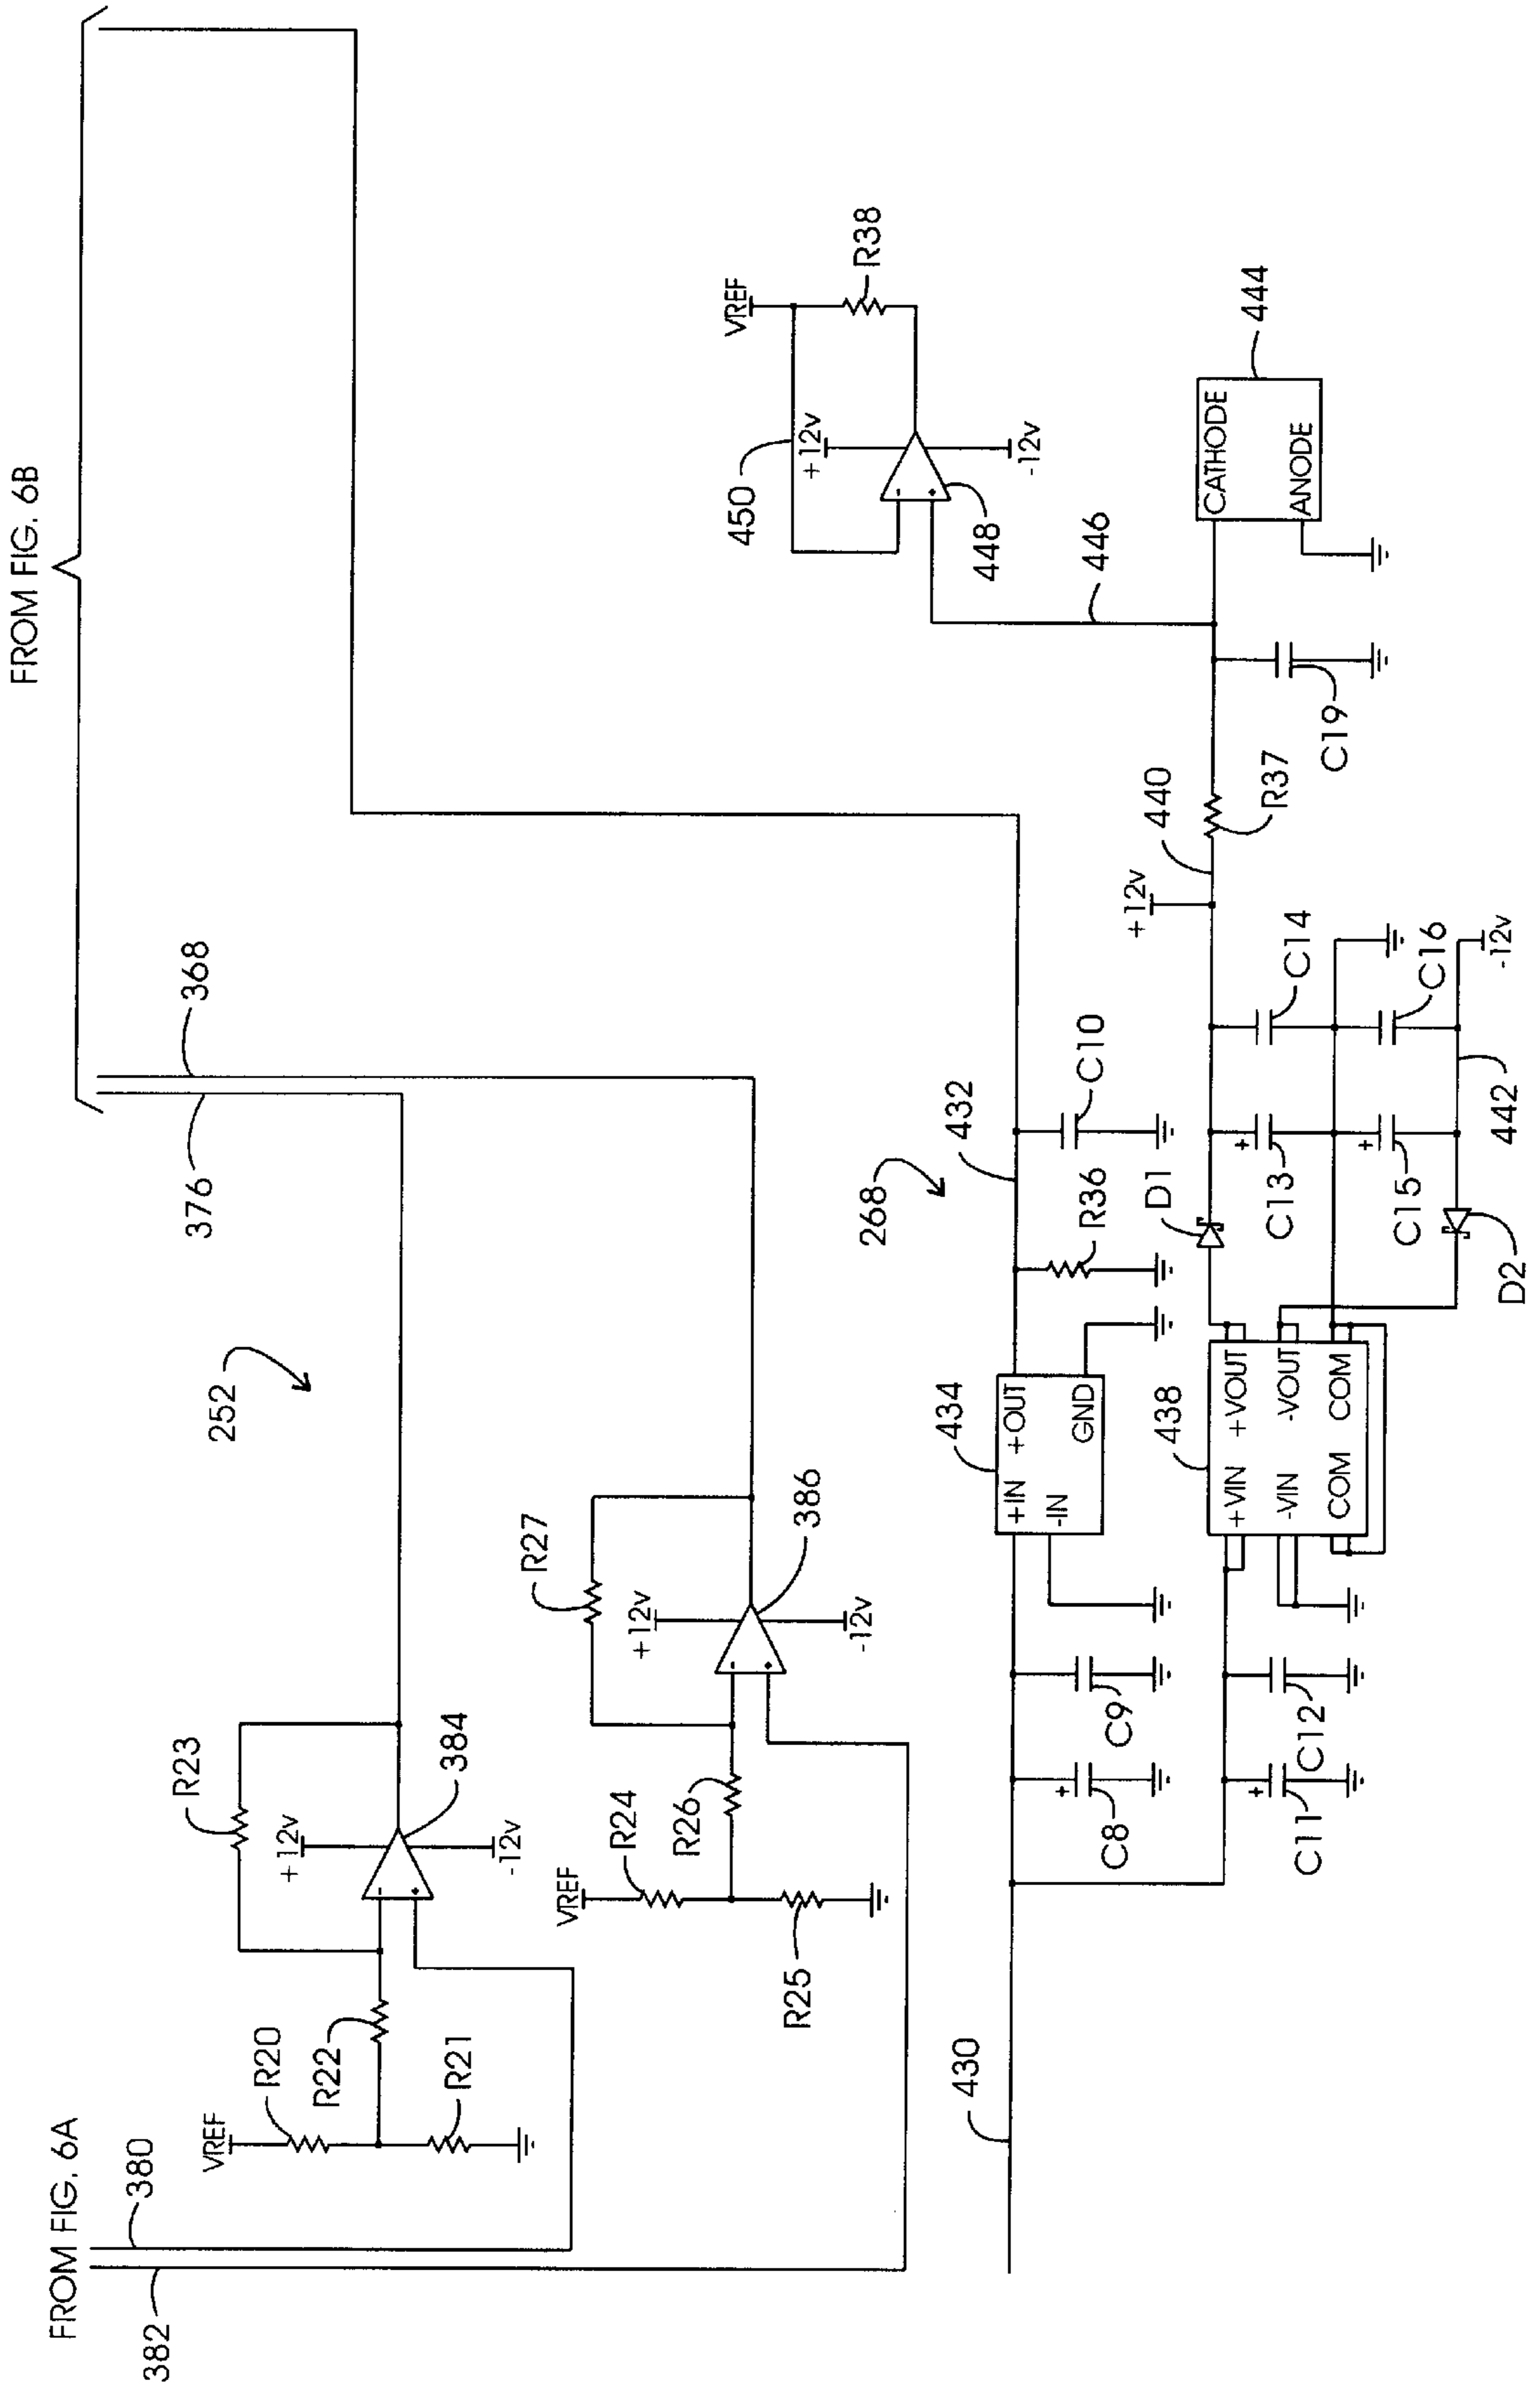 FROM FIG. 6A
FROM FIG. 6B
382
380
376
368
252
VREF
R20
R22
R21
R23
+12v
-12v
384
VREF
R24
R26
R25
R27
+12v
-12v
386
VREF
R38
450
+12v
-12v
448
446
444
CATHODE
ANODE
268
430
432
434
+IN
-IN
+OUT
GND
C8
+
C9
R36
C10
438
+VIN
-VIN
COM
+VOUT
-VOUT
COM
C11
+
C12
D1
C13
+
C14
+12v
440
R37
C19
C15
+
C16
D2
442
-12v